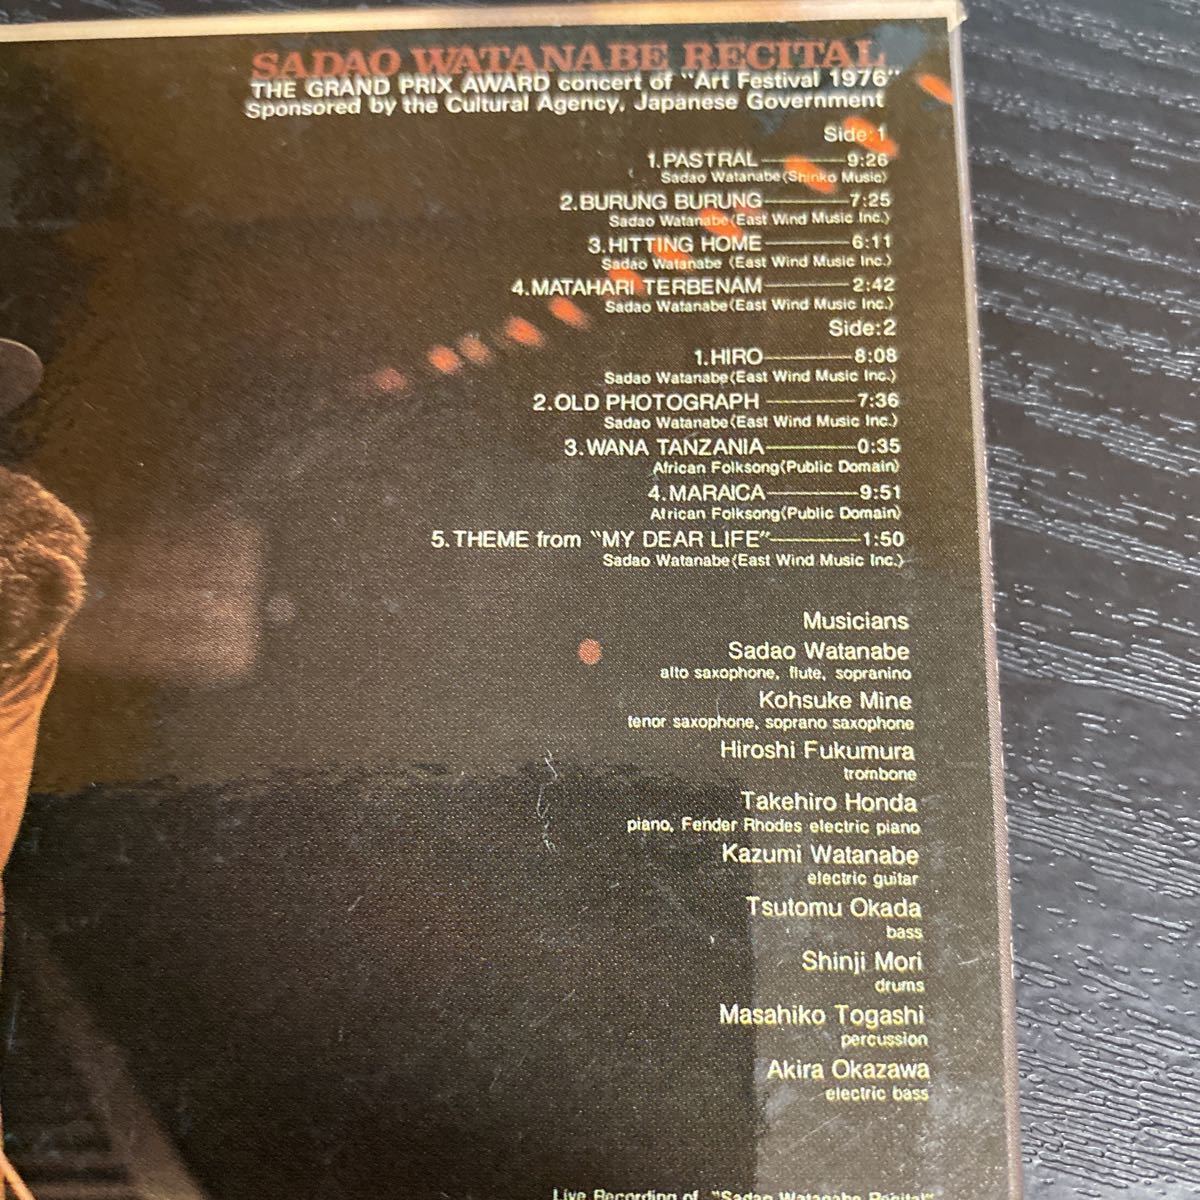 SADAO WATANABE RECITAL
THE GRAND PRIX AWARD concert of "Art Festival 1976"
Sponsored by the Cultural Agency, Japanese Government
Side:1
1.PASTRAL 9:26
Sadao Watanabe(Shinko Music)
2.BURUNG BURUNG 7:25
Sadao Watanabe(East Wind Music Inc.)
3.HITTING HOME 6:11
Sadao Watanabe (East Wind Music Inc.)
4.MATAHARI TERBENAM 2:42
Sadao Watanabe(East Wind Music Inc.)
Side:2
1.HIRO 8:08
Sadao Watanabe(East Wind Music Inc.)
2.OLD PHOTOGRAPH 7:36
Sadao Watanabe(East Wind Music Inc.)
3.WANA TANZANIA 0:35
African Folksong(Public Domain)
4.MARAICA 9:51
African Folksong(Public Domain)
5.THEME from "MY DEAR LIFE" 1:50
Sadao Watanabe(East Wind Music Inc.)
Musicians
Sadao Watanabe
alto saxophone, flute, sopranino
Kohsuke Mine
tenor saxophone, soprano saxophone
Hiroshi Fukumura
trombone
Takehiro Honda
piano, Fender Rhodes electric piano
Kazumi Watanabe
electric guitar
Tsutomu Okada
bass
Shinji Mori
drums
Masahiko Togashi
percussion
Akira Okazawa
electric bass
Live Recording of "Sadao Watanabe Recital"